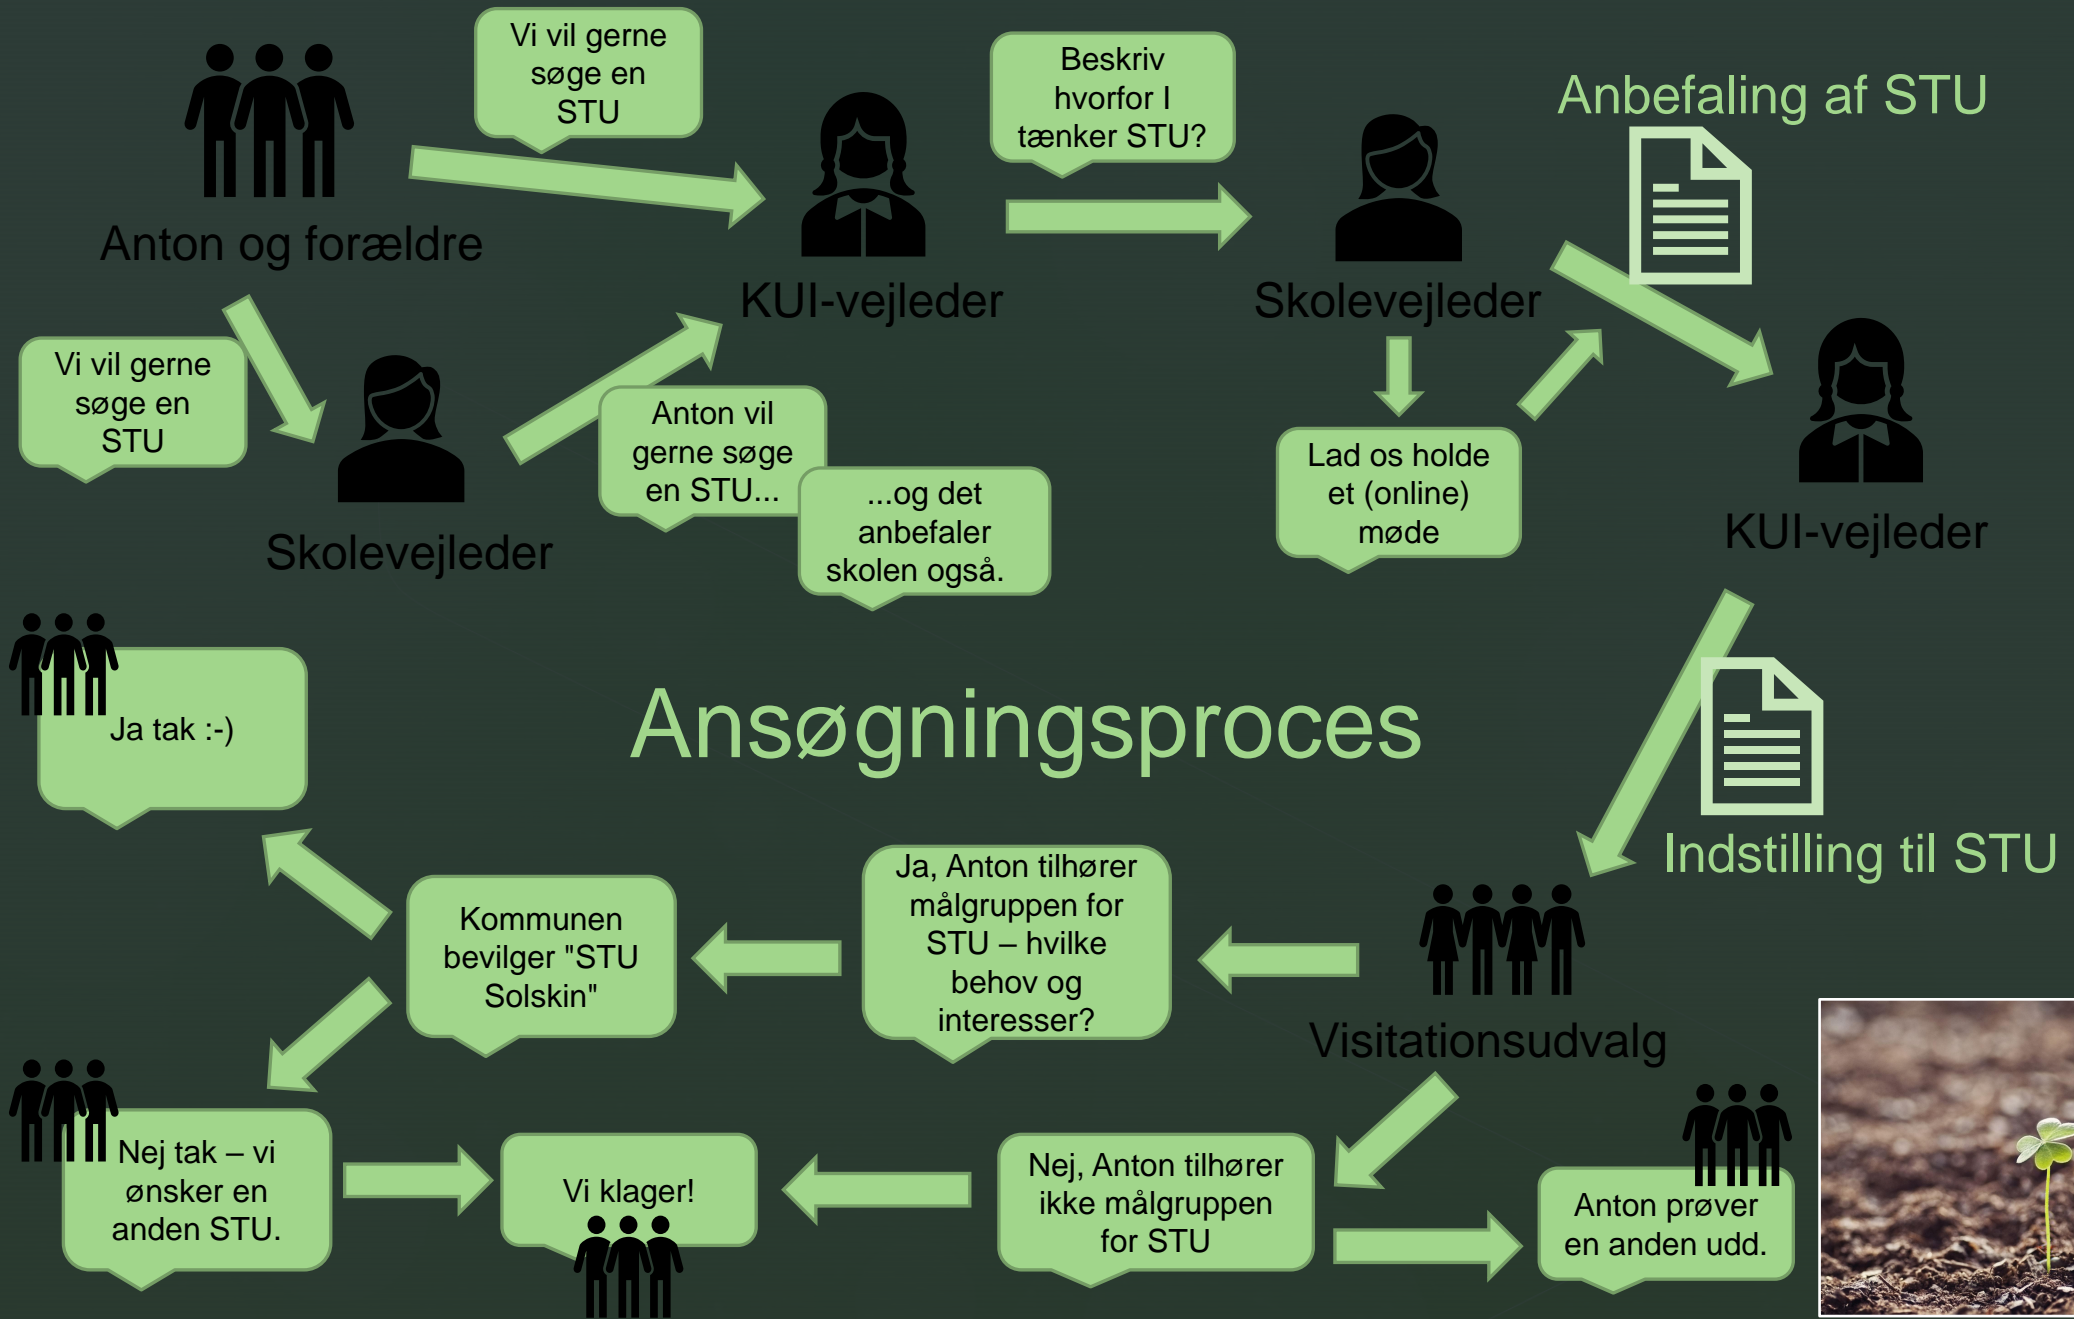 Vi vil gerne
søge en
STU
Beskriv
hvorfor I
tænker STU?
Anbefaling af STU
Anton og forældre
KUI-vejleder
Skolevejleder
Vi vil gerne
søge en
STU
Anton vil
gerne søge
en STU...
...og det
anbefaler
skolen også.
Lad os holde
et (online)
møde
Skolevejleder
KUI-vejleder
Ja tak :-)
Ansøgningsproces
Indstilling til STU
Kommunen
bevilger "STU
Solskin"
Ja, Anton tilhører
målgruppen for
STU – hvilke
behov og
interesser?
Visitationsudvalg
Nej tak – vi
ønsker en
anden STU.
Vi klager!
Nej, Anton tilhører
ikke målgruppen
for STU
Anton prøver
en anden udd.